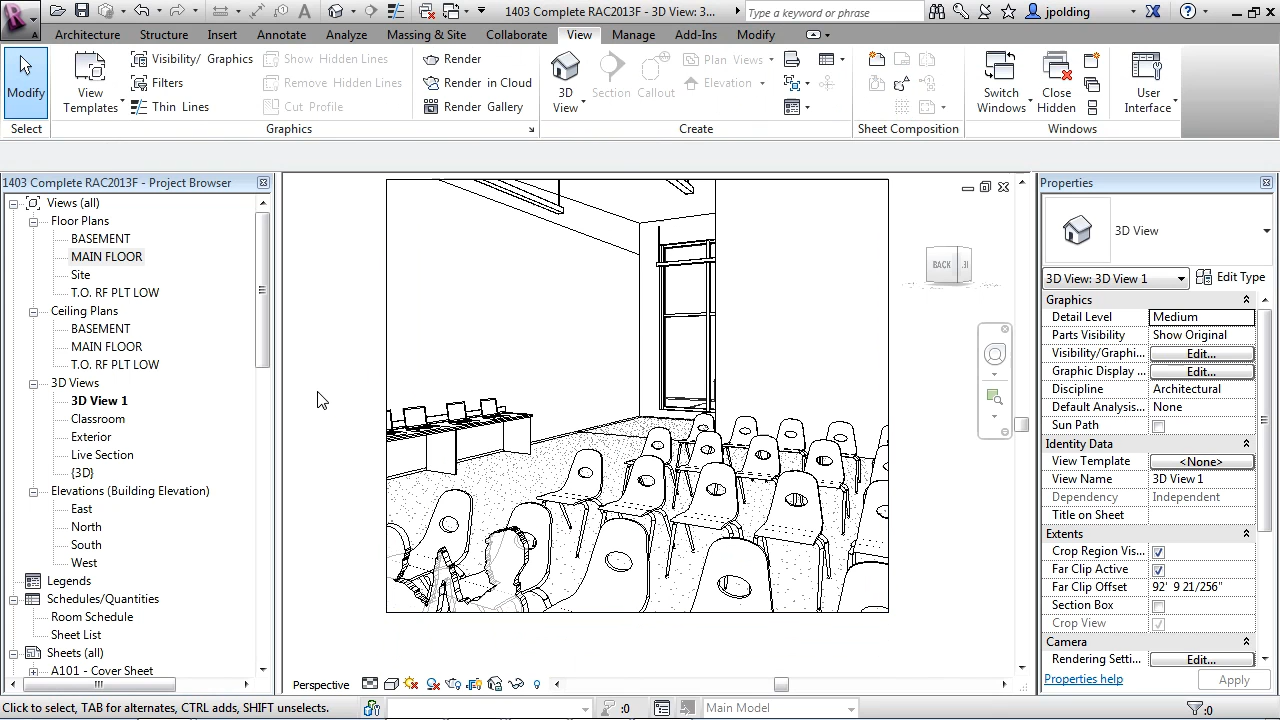 1403 Complete RAC2013F - 3D View: 3...
Type a keyword or phrase
jpolding
Architecture Structure Insert Annotate Analyze Massing & Site Collaborate View Manage Add-Ins Modify
Modify
View Templates
Visibility/ Graphics
Filters
Thin Lines
Show Hidden Lines
Remove Hidden Lines
Cut Profile
Render
Render in Cloud
Render Gallery
3D View
Section
Callout
Plan Views
Elevation
Switch Windows
Close Hidden
User Interface
Select
Graphics
Create
Sheet Composition
Windows
1403 Complete RAC2013F - Project Browser
Views (all)
Floor Plans
BASEMENT
MAIN FLOOR
Site
T.O. RF PLT LOW
Ceiling Plans
BASEMENT
MAIN FLOOR
T.O. RF PLT LOW
3D Views
3D View 1
Classroom
Exterior
Live Section
{3D}
Elevations (Building Elevation)
East
North
South
West
Legends
Schedules/Quantities
Room Schedule
Sheet List
Sheets (all)
A101 - Cover Sheet
BACK
Perspective
Properties
3D View
3D View: 3D View 1
Edit Type
Graphics
Detail Level Medium
Parts Visibility Show Original
Visibility/Graphi... Edit...
Graphic Display ... Edit...
Discipline Architectural
Default Analysis... None
Sun Path
Identity Data
View Template <None>
View Name 3D View 1
Dependency Independent
Title on Sheet
Extents
Crop Region Vis...
Far Clip Active
Far Clip Offset 92' 9 21/256"
Section Box
Crop View
Camera
Rendering Setti... Edit...
Properties help
Apply
Click to select, TAB for alternates, CTRL adds, SHIFT unselects.
:0
Main Model
:0